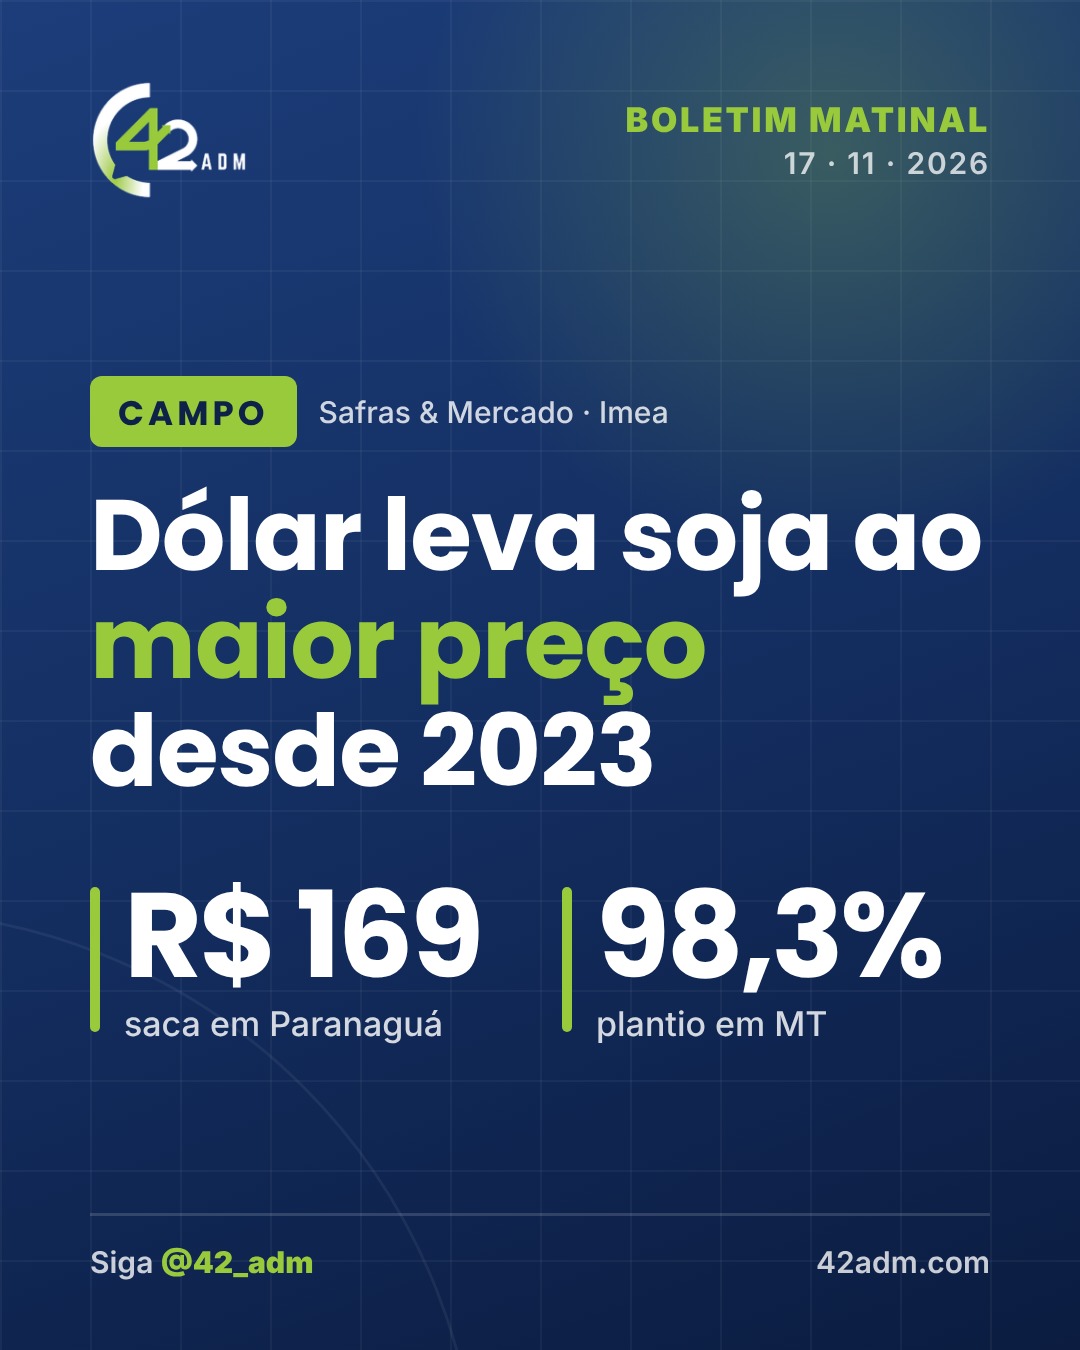 42 ADM
BOLETIM MATINAL
17 · 11 · 2026
CAMPO
Safras & Mercado · Imea
Dólar leva soja ao
maior preço
desde 2023
R$ 169
98,3%
saca em Paranaguá
plantio em MT
Siga @42_adm
42adm.com